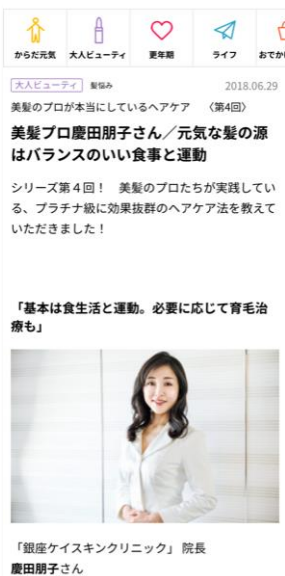 からだ元気 大人ビューティ 更年期 ライフ おでか
大人ビューティ 髪悩み 2018.06.29
美髪のプロが本当にしているヘアケア 〈第4回〉
美髪プロ慶田朋子さん／元気な髪の源
はバランスのいい食事と運動
シリーズ第４回！ 美髪のプロたちが実践してい
る、プラチナ級に効果抜群のヘアケア法を教えて
いただきました！
「基本は食生活と運動。必要に応じて育毛治
療も」
「銀座ケイスキンクリニック」 院長
慶田朋子さん